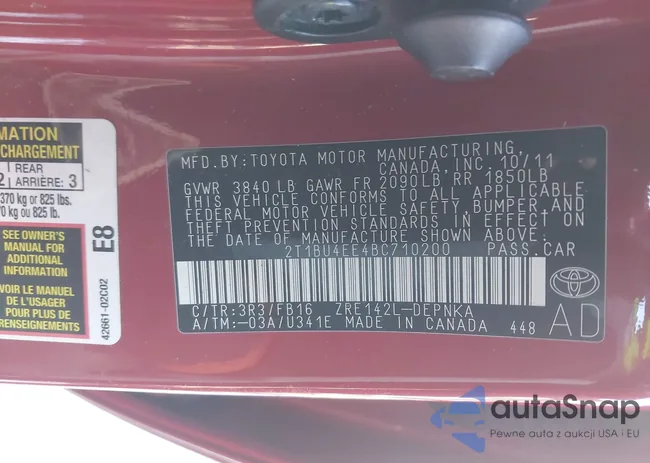 MATION
CHARGEMENT
2 REAR
ARRIÈRE: 3
370 kg or 825 lbs.
70 kg ou 825 lb.
SEE OWNER'S
MANUAL FOR
ADDITIONAL
INFORMATION
VOIR LE MANUEL
DE L'USAGER
POUR PLUS DE
RENSEIGNEMENTS
E8
42661-02C02
MFD.BY:TOYOTA MOTOR MANUFACTURING,
CANADA, INC. 10/11
GVWR 3840LB GAWR FR 2090LB RR 1850LB
THIS VEHICLE CONFORMS TO ALL APPLICABLE
FEDERAL MOTOR VEHICLE SAFETY, BUMPER, AND
THEFT PREVENTION STANDARDS IN EFFECT ON
THE DATE OF MANUFACTURE SHOWN ABOVE.
2T1BU4EE4BC710200 PASS.CAR
C/TR:3R3/FB16 ZRE142L-DEPNKA
A/TM:-03A/U341E MADE IN CANADA 448
TOYOTA
AD
autoSnap
Pewne auta z aukcji USA i EU